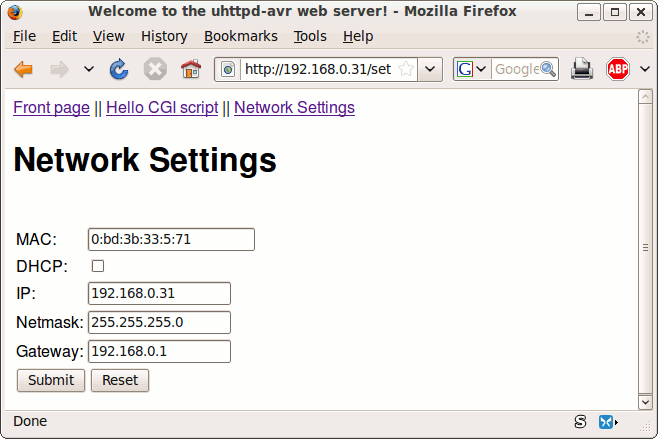 Welcome to the uhttpd-avr web server! - Mozilla Firefox
File Edit View History Bookmarks Tools Help
http://192.168.0.31/set G Google ABP
Front page || Hello CGI script || Network Settings
Network Settings
MAC: 0:bd:3b:33:5:71
DHCP:
IP: 192.168.0.31
Netmask: 255.255.255.0
Gateway: 192.168.0.1
Submit Reset
Done S